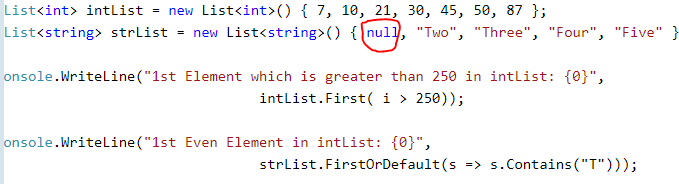 List<int> intList = new List<int>() { 7, 10, 21, 30, 45, 50, 87 };
List<string> strList = new List<string>() { null, "Two", "Three", "Four", "Five" }
onsole.WriteLine("1st Element which is greater than 250 in intList: {0}",
intList.First( i > 250));
onsole.WriteLine("1st Even Element in intList: {0}",
strList.FirstOrDefault(s => s.Contains("T")));